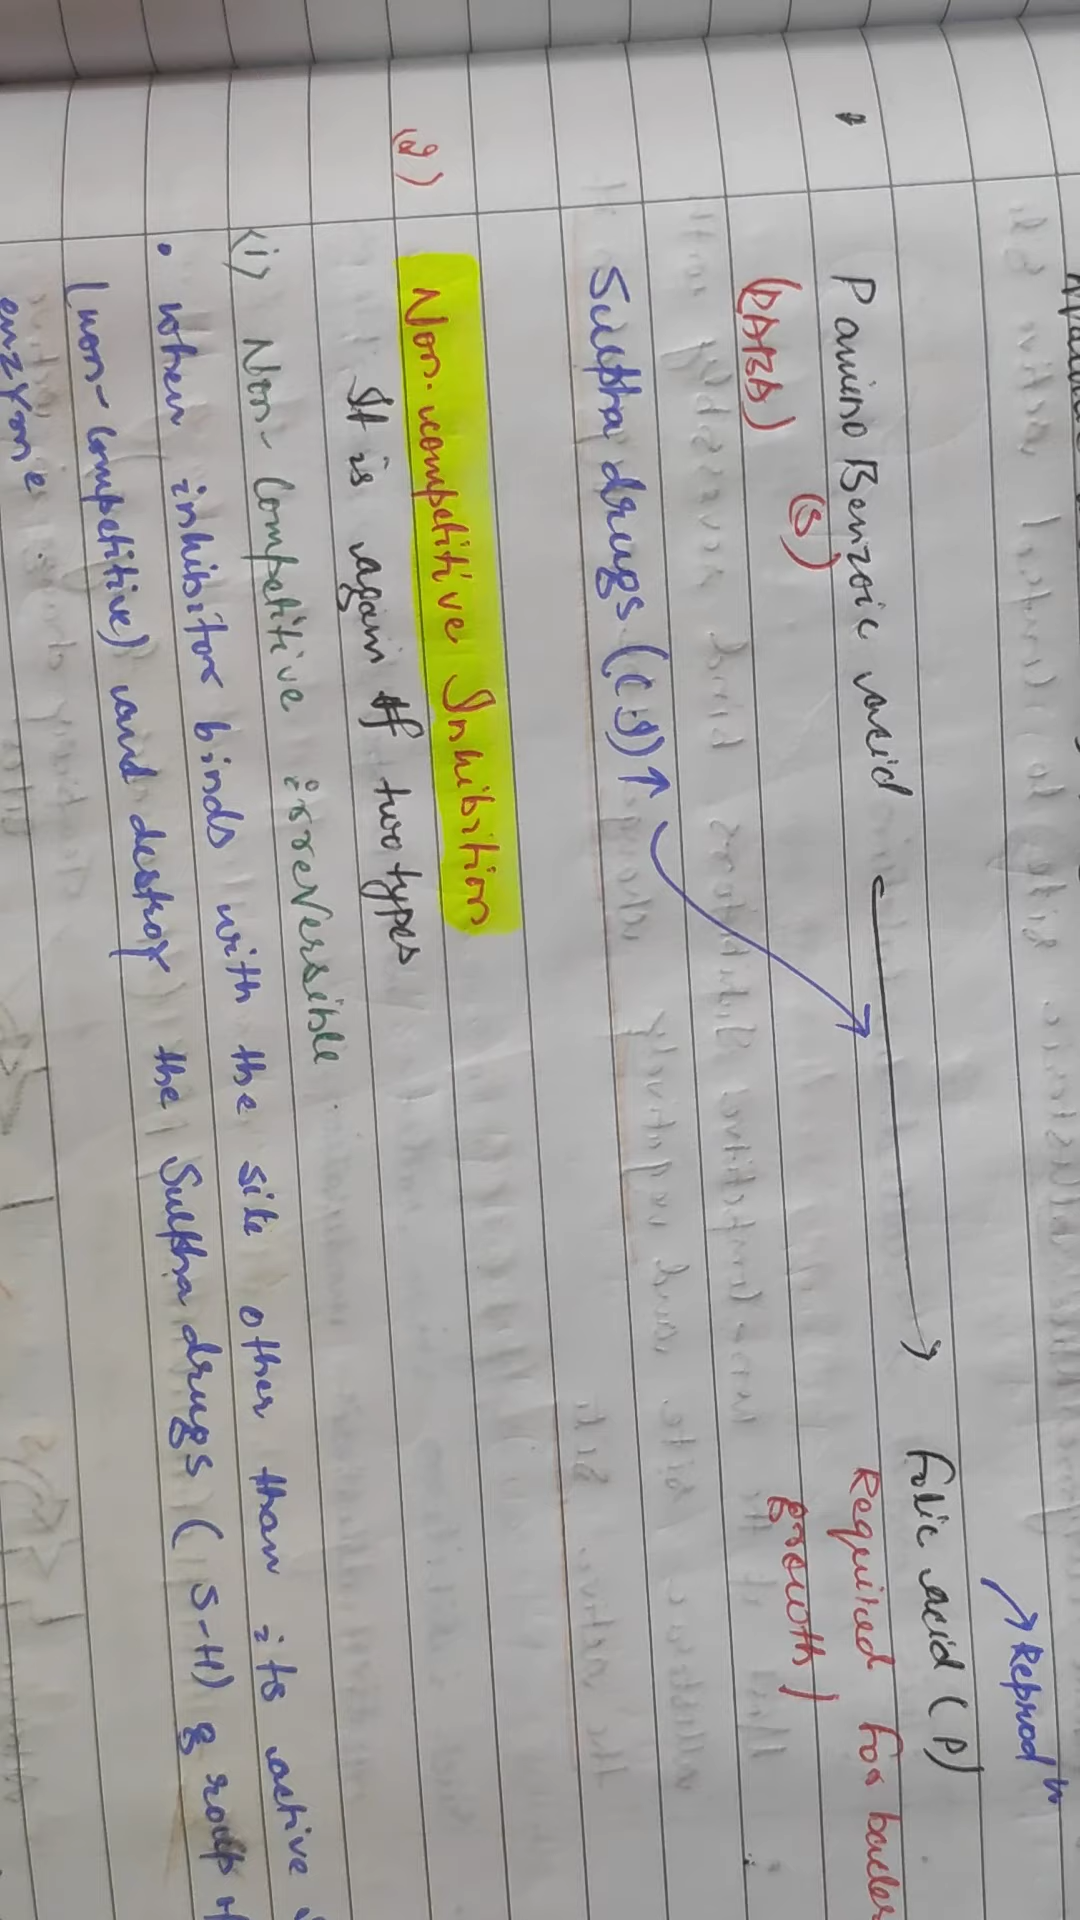 Reprod
P amino Benzoic acid → Folic acid (P)
(PABA) (S) Required for bacter
growth)
Sulpha drugs (C I) ↑
(2) Non-competitive Inhibition
It is again of two types
(i) Non-Competitive irreversible
• when inhibitor binds with the site other than its active
(non-competitive) and destroy the Sulpha drugs (S-H) group
enzyme